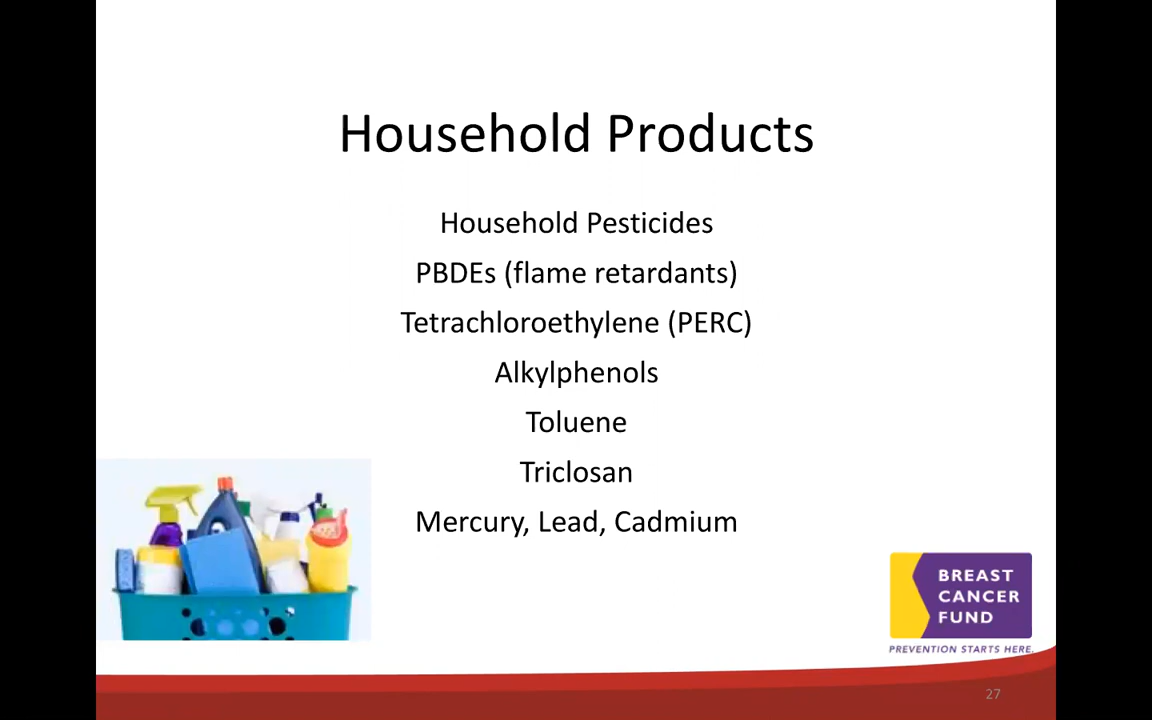 Household Products
Household Pesticides
PBDEs (flame retardants)
Tetrachloroethylene (PERC)
Alkylphenols
Toluene
Triclosan
Mercury, Lead, Cadmium
BREAST
CANCER
FUND
PREVENTION STARTS HERE.
27